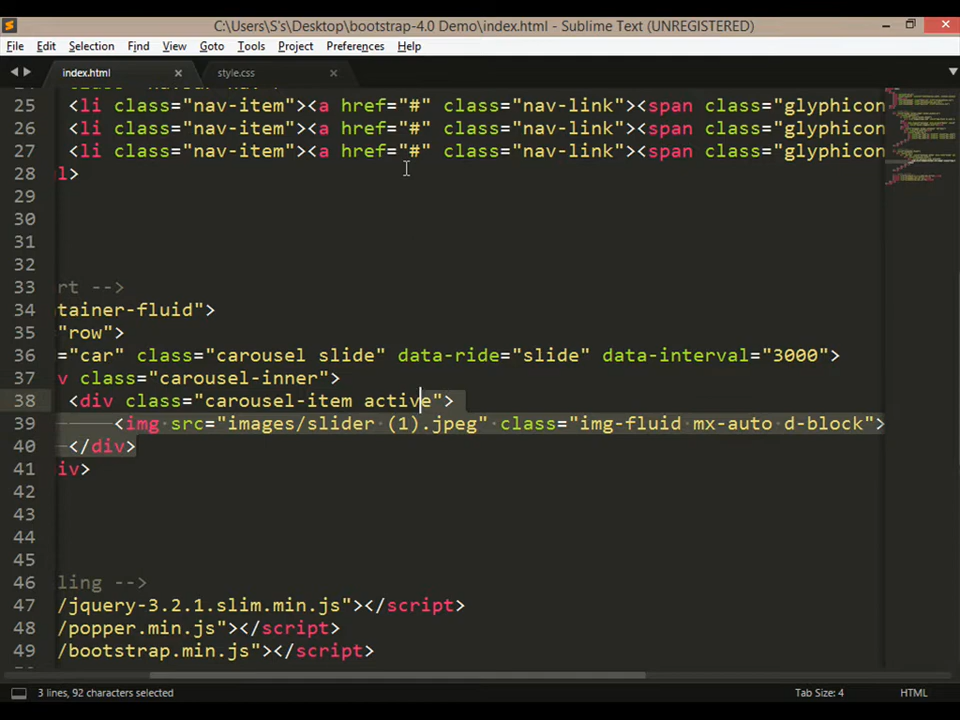 C:\Users\S's\Desktop\bootstrap-4.0 Demo\index.html - Sublime Text (UNREGISTERED)
File Edit Selection Find View Goto Tools Project Preferences Help
index.html style.css
25 <li class="nav-item"><a href="#" class="nav-link"><span class="glyphicon
26 <li class="nav-item"><a href="#" class="nav-link"><span class="glyphicon
27 <li class="nav-item"><a href="#" class="nav-link"><span class="glyphicon
28 l>
29
30
31
32
33 rt -->
34 tainer-fluid">
35 "row">
36 ="car" class="carousel slide" data-ride="slide" data-interval="3000">
37 v class="carousel-inner">
38 <div class="carousel-item active">
39 <img src="images/slider (1).jpeg" class="img-fluid mx-auto d-block">
40 </div>
41 iv>
42
43
44
45
46 ling -->
47 /jquery-3.2.1.slim.min.js"></script>
48 /popper.min.js"></script>
49 /bootstrap.min.js"></script>
3 lines, 92 characters selected Tab Size: 4 HTML